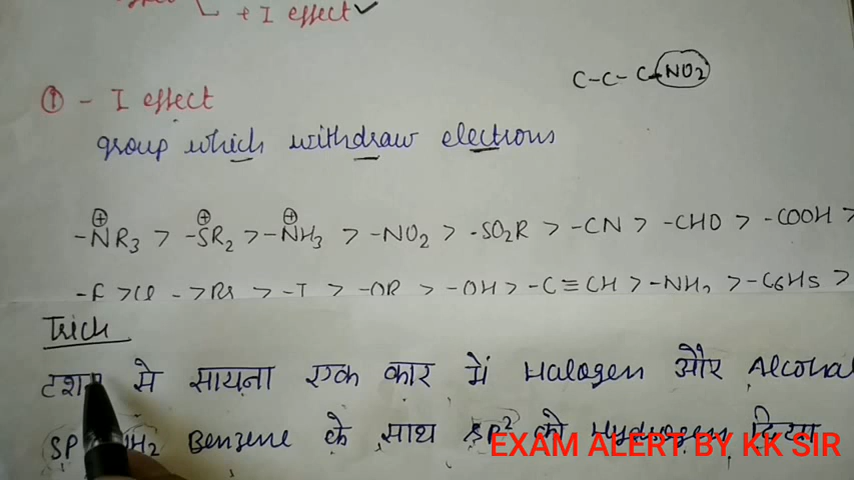 + I effect ✓
C-C-C-NO₂
① - I effect
group which withdraw electrons
-N⊕R₃ > -S⊕R₂ > -N⊕H₃ > -NO₂ > -SO₂R > -CN > -CHO > -COOH >
-F > Cl > Br > -I > -OR > -OH > -C≡CH > -NH₂ > -C₆H₅ >
Trick
से सायना एक कार में Halogen और Alcohal
SP NH₂ Benzene के साथ SP² को Hydrogen दिया
EXAM ALERT BY KK SIR